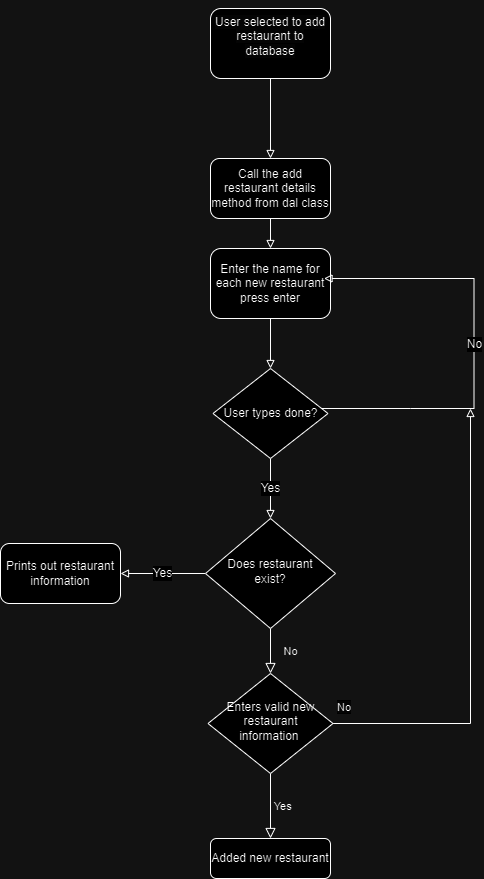 User selected to add
restaurant to
database
Call the add
restaurant details
method from dal class
Enter the name for
each new restaurant
press enter
No
User types done?
Yes
Does restaurant
exist?
Yes
Prints out restaurant
information
No
Enters valid new
restaurant
information
No
Yes
Added new restaurant